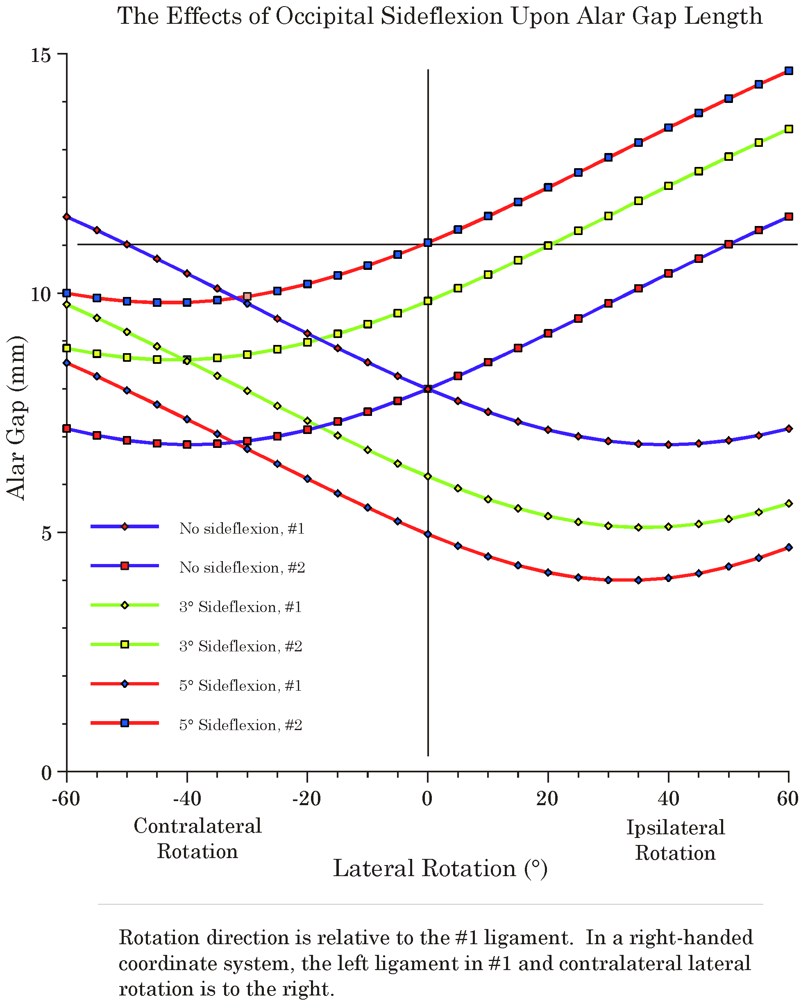 The Effects of Occipital Sideflexion Upon Alar Gap Length
15
10
5
0
Alar Gap (mm)
No sideflexion, #1
No sideflexion, #2
3° Sideflexion, #1
3° Sideflexion, #2
5° Sideflexion, #1
5° Sideflexion, #2
-60 -40 -20 0 20 40 60
Contralateral
Rotation
Ipsilateral
Rotation
Lateral Rotation (°)
Rotation direction is relative to the #1 ligament. In a right-handed
coordinate system, the left ligament in #1 and contralateral lateral
rotation is to the right.